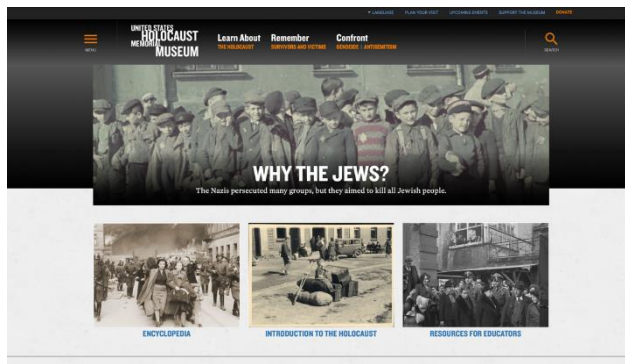 LANGUAGE PLAN YOUR VISIT UPCOMING EVENTS SUPPORT THE MUSEUM DONATE
MENU
UNITED STATES
HOLOCAUST
MEMORIAL
MUSEUM
Learn About
THE HOLOCAUST
Remember
SURVIVORS AND VICTIMS
Confront
GENOCIDE | ANTISEMITISM
SEARCH
WHY THE JEWS?
The Nazis persecuted many groups, but they aimed to kill all Jewish people.
ENCYCLOPEDIA
INTRODUCTION TO THE HOLOCAUST
RESOURCES FOR EDUCATORS